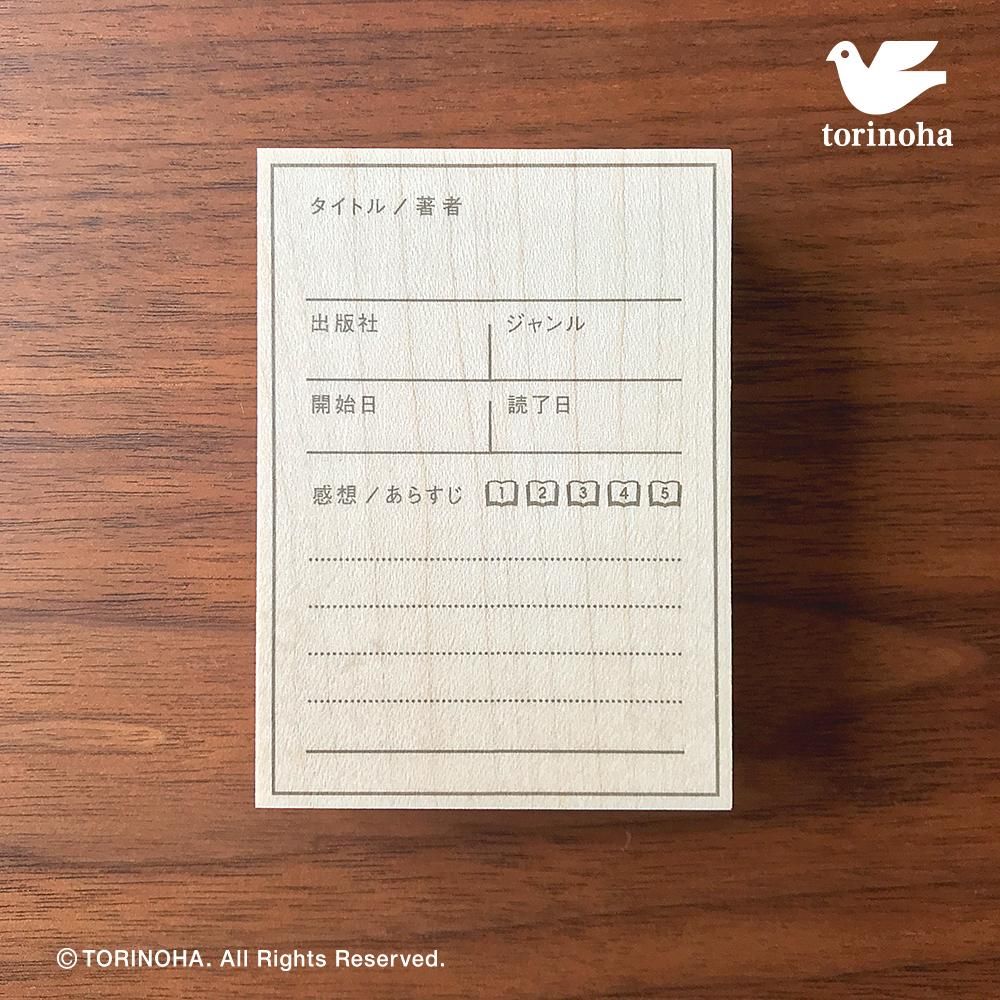 torinoha
タイトル / 著者
出版社 ジャンル
開始日 読了日
感想 / あらすじ 1 2 3 4 5
© TORINOHA. All Rights Reserved.